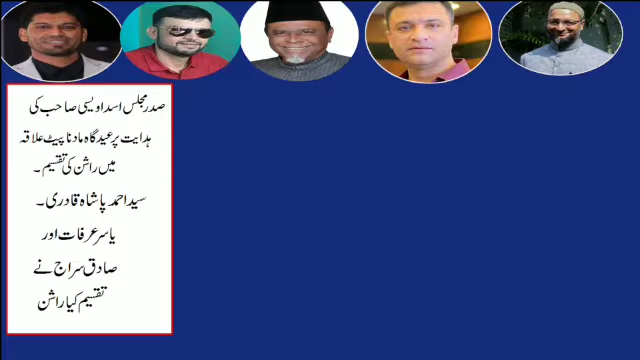 صدر مجلس اسد اویسی صاحب کی
ہدایت پر عیدگاہ مادنا پیٹ علاقہ
میں راشن کی تقسیم ۔
سید احمد پاشاہ قادری ۔
یاسر عرفات اور
صادق سراج نے
تقسیم کیا راشن